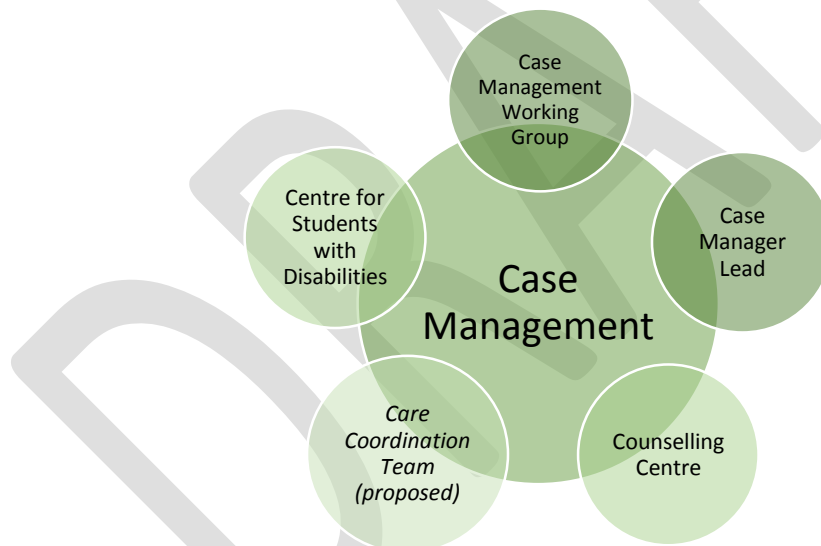 Case
Management
Working
Group
Centre for
Students
with
Disabilities
Case
Manager
Lead
Case
Management
Care
Coordination
Team
(proposed)
Counselling
Centre
DRAFT